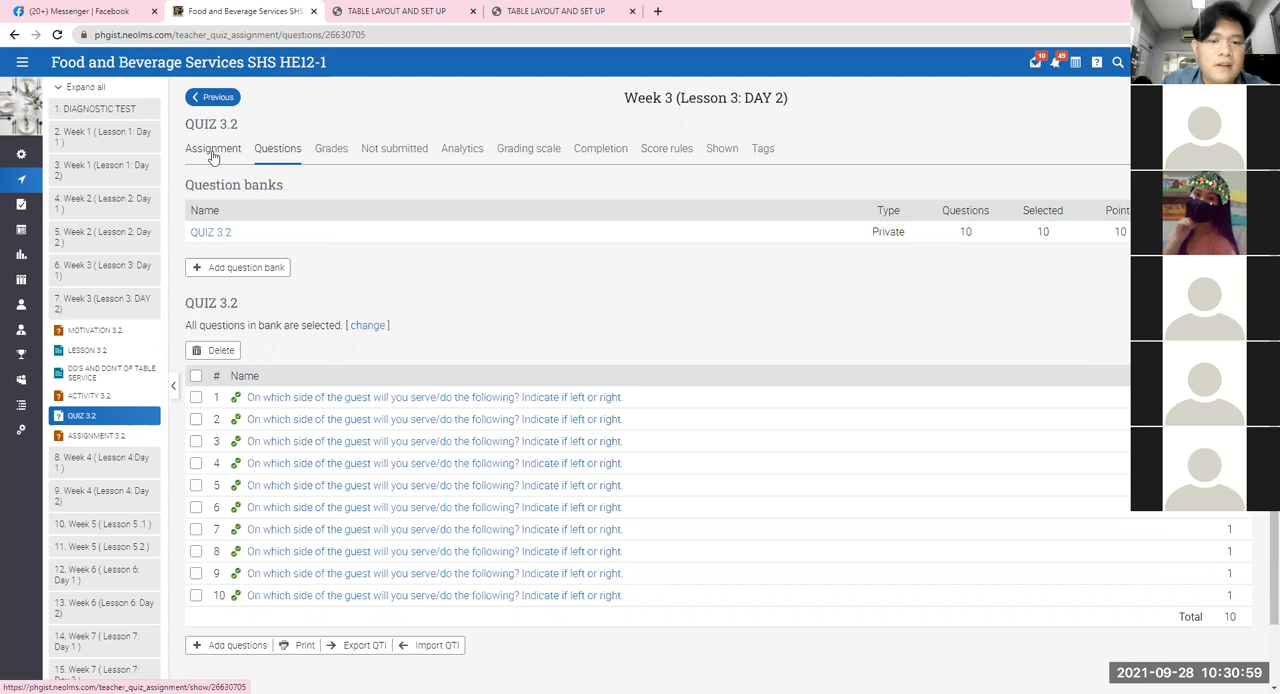 (20+) Messenger | Facebook
Food and Beverage Services SHS
TABLE LAYOUT AND SET UP
TABLE LAYOUT AND SET UP
phgist.neolms.com/teacher_quiz_assignment/questions/26630705
Food and Beverage Services SHS HE12-1
10
49
Expand all
1. DIAGNOSTIC TEST
2. Week 1 ( Lesson 1: Day
1 )
3. Week 1 (Lesson 1: Day
2)
4. Week 2 ( Lesson 2: Day
1 )
5. Week 2 ( Lesson 2: Day
2 )
6. Week 3 ( Lesson 3: Day
1)
7. Week 3 (Lesson 3: DAY
2)
MOTIVATION 3.2
LESSON 3.2
DO'S AND DON'T OF TABLE
SERVICE
ACTIVITY 3.2
QUIZ 3.2
ASSIGNMENT 3.2
8. Week 4 ( Lesson 4:Day
1 )
9. Week 4 (Lesson 4: Day
2)
10. Week 5 ( Lesson 5 .1 )
11. Week 5 ( Lesson 5.2 )
12. Week 6 ( Lesson 6:
Day 1 )
13. Week 6 (Lesson 6: Day
2)
14. Week 7 ( Lesson 7:
Day 1 )
15. Week 7 ( Lesson 7:
Previous
Week 3 (Lesson 3: DAY 2)
QUIZ 3.2
Assignment Questions Grades Not submitted Analytics Grading scale Completion Score rules Shown Tags
Question banks
Name Type Questions Selected Point
QUIZ 3.2 Private 10 10 10
Add question bank
QUIZ 3.2
All questions in bank are selected. [ change ]
Delete
# Name
1 On which side of the guest will you serve/do the following? Indicate if left or right.
2 On which side of the guest will you serve/do the following? Indicate if left or right.
3 On which side of the guest will you serve/do the following? Indicate if left or right.
4 On which side of the guest will you serve/do the following? Indicate if left or right.
5 On which side of the guest will you serve/do the following? Indicate if left or right.
6 On which side of the guest will you serve/do the following? Indicate if left or right.
7 On which side of the guest will you serve/do the following? Indicate if left or right. 1
8 On which side of the guest will you serve/do the following? Indicate if left or right. 1
9 On which side of the guest will you serve/do the following? Indicate if left or right. 1
10 On which side of the guest will you serve/do the following? Indicate if left or right. 1
Total 10
Add questions Print Export QTI Import QTI
https://phgist.neolms.com/teacher_quiz_assignment/show/26630705
2021-09-28 10:30:59